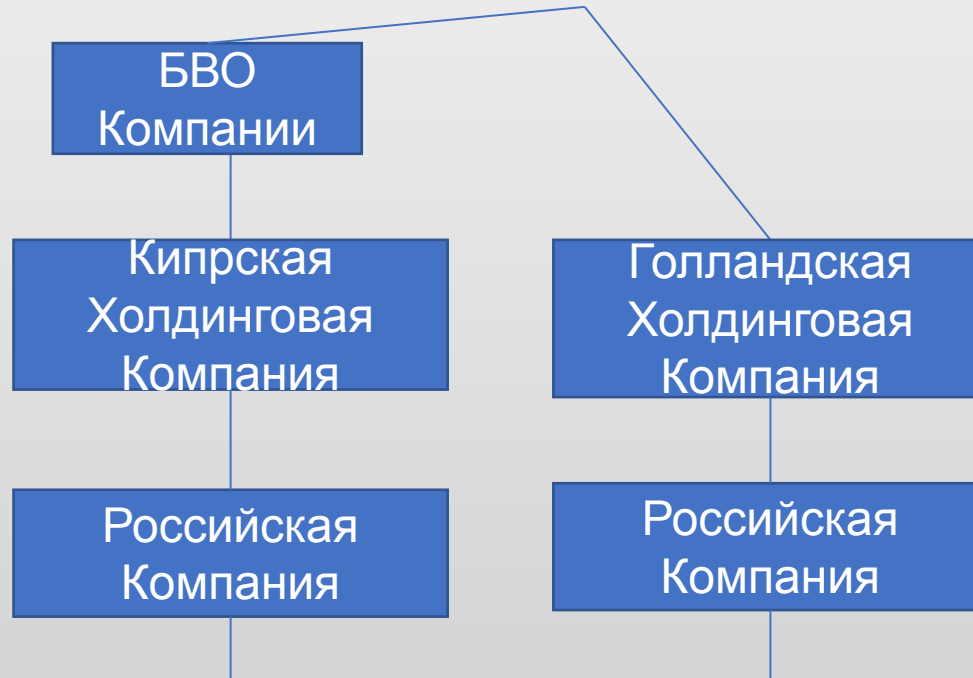 БВО
Компании
Кипрская
Холдинговая
Компания
Голландская
Холдинговая
Компания
Российская
Компания
Российская
Компания